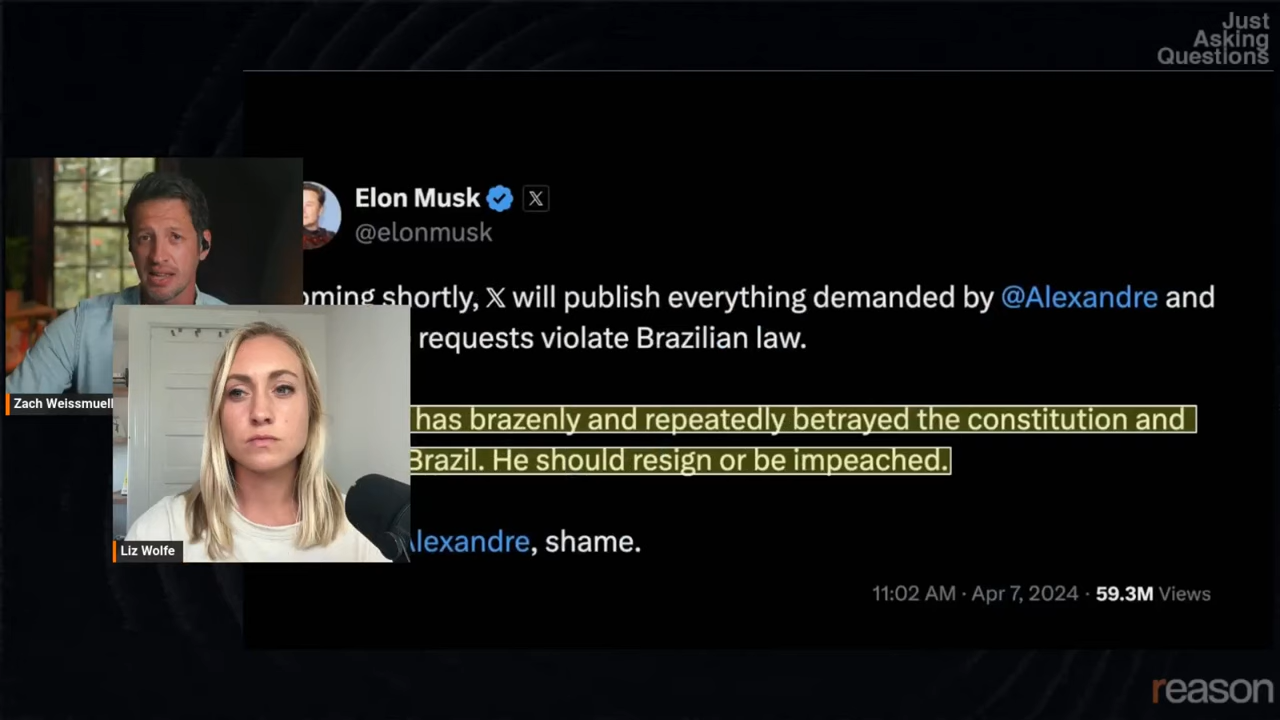 Just
Asking
Questions
Elon Musk
@elonmusk
shortly, 𝕏 will publish everything demanded by @Alexandre and
requests violate Brazilian law.
has brazenly and repeatedly betrayed the constitution and
Brazil. He should resign or be impeached.
Alexandre, shame.
11:02 AM · Apr 7, 2024 · 59.3M Views
Zach Weissmuell
Liz Wolfe
reason